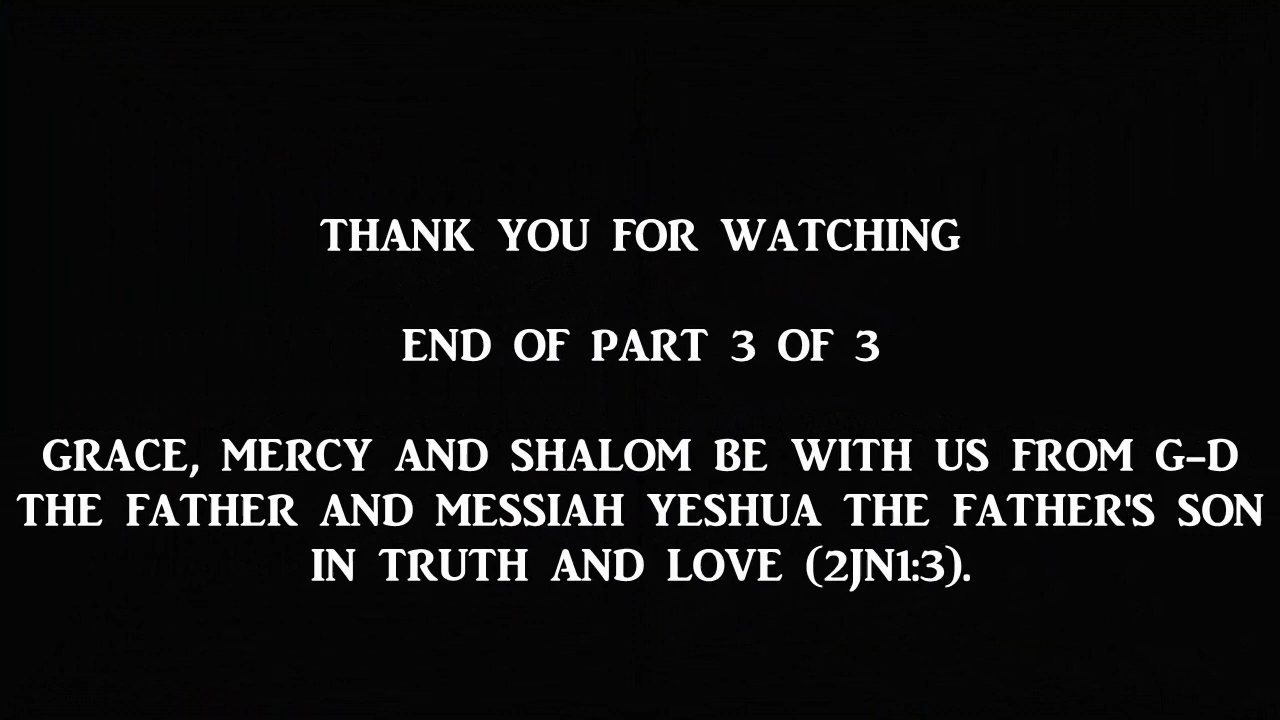 THANK YOU FOR WATCHING
END OF PART 3 OF 3
GRACE, MERCY AND SHALOM BE WITH US FROM G-D
THE FATHER AND MESSIAH YESHUA THE FATHER'S SON
IN TRUTH AND LOVE (2JN1:3).